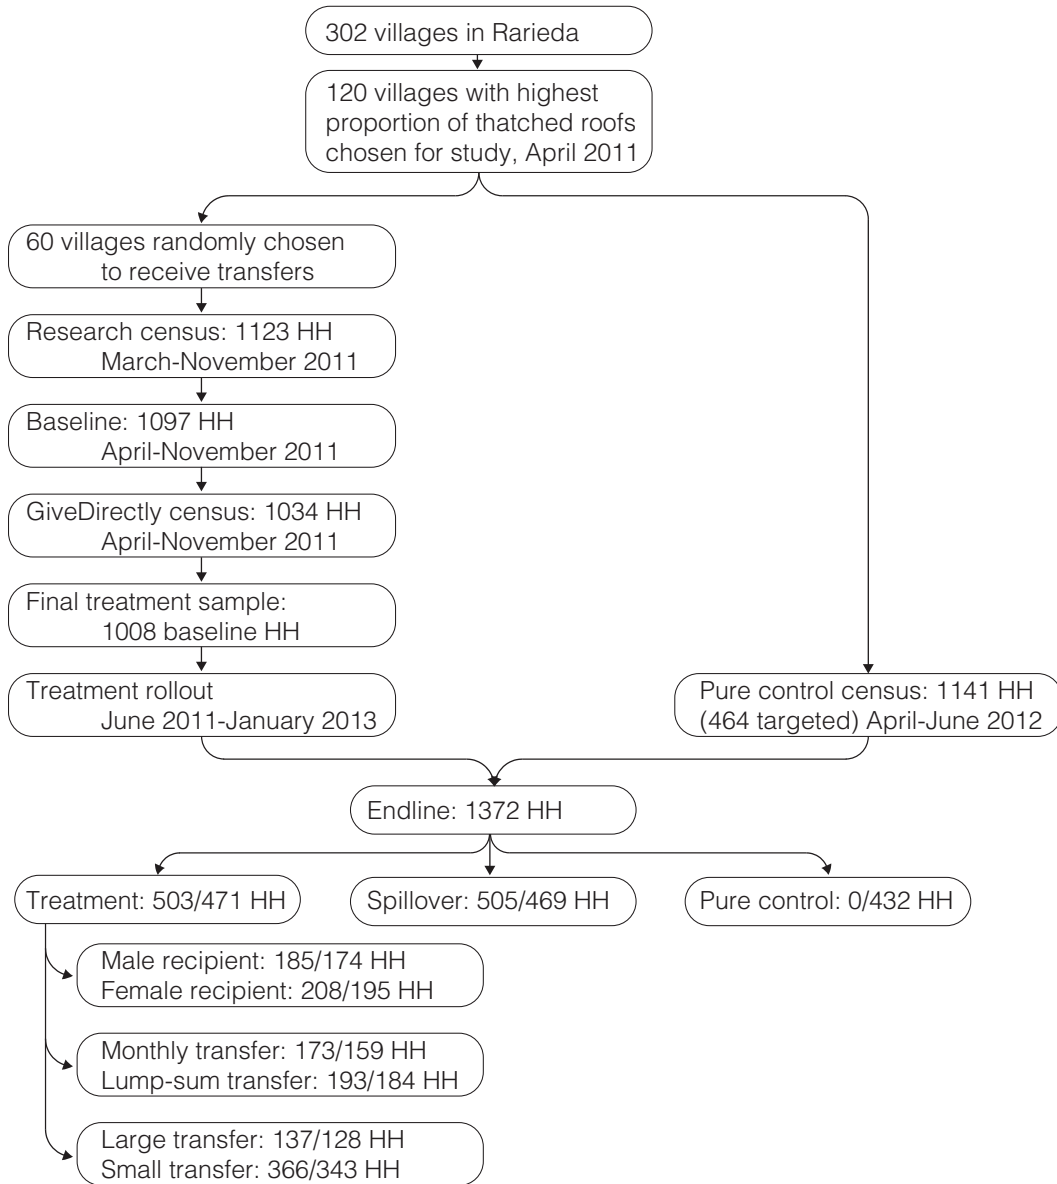 302 villages in Rarieda
120 villages with highest
proportion of thatched roofs
chosen for study, April 2011
60 villages randomly chosen
to receive transfers
Research census: 1123 HH
March-November 2011
Baseline: 1097 HH
April-November 2011
GiveDirectly census: 1034 HH
April-November 2011
Final treatment sample:
1008 baseline HH
Treatment rollout
June 2011-January 2013
Pure control census: 1141 HH
(464 targeted) April-June 2012
Endline: 1372 HH
Treatment: 503/471 HH
Spillover: 505/469 HH
Pure control: 0/432 HH
Male recipient: 185/174 HH
Female recipient: 208/195 HH
Monthly transfer: 173/159 HH
Lump-sum transfer: 193/184 HH
Large transfer: 137/128 HH
Small transfer: 366/343 HH